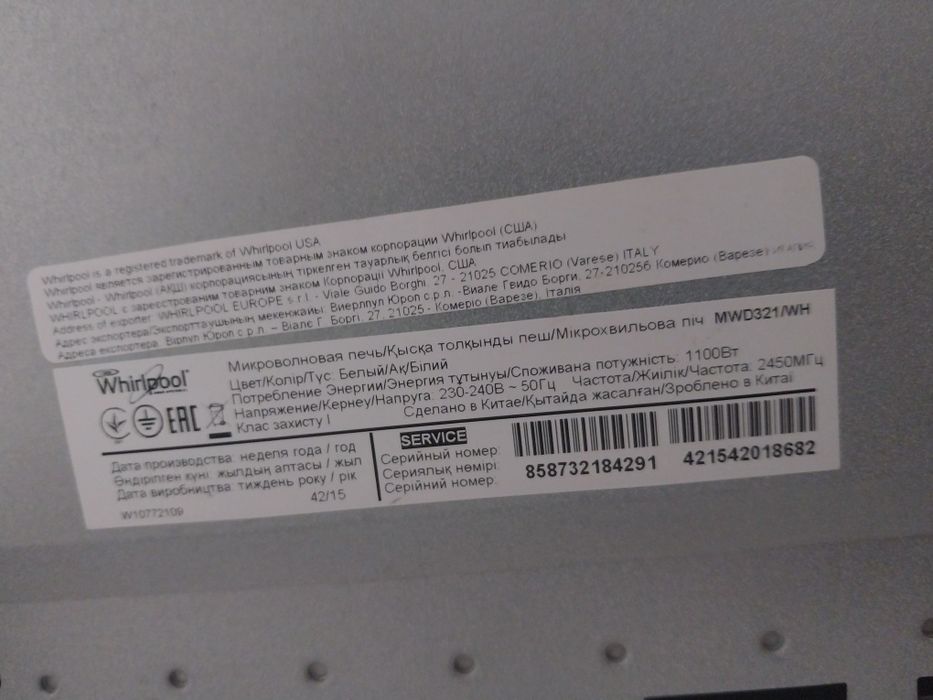 Whirlpool is a registered trademark of Whirlpool USA
Whirlpool является зарегистрированным товарным знаком корпорации Whirlpool (США)
Whirlpool - Whirlpool (АКШ) корпорациясының тіркелген тауарлық белгісі болып табылады
WHIRLPOOL є зареєстрованим товарним знаком Корпорації Whirlpool, США
Address of exporter: WHIRLPOOL EUROPE s.r.l. - Viale Guido Borghi, 27 - 21025 COMERIO (Varese) ITALY
Адрес экспортера/Экспорттаушының мекенжайы: Виерлпул Юроп с.р.л. -Виале Гвидо Борги, 27-21025б Комерио (Варезе)
Адреса експортера: Вірпул Юроп с.р.л. – Віале Г. Боргі, 27, 21025 - Комеріо (Варезе), Італія
Whirlpool
Микроволновая печь/Қысқа толқынды пеш/Мікрохвильова піч MWD321/WH
Цвет/Колір/Түс: Белый/Ақ/Білий
Потребление Энергии/Энергия тұтынуы/Споживана потужність: 1100Вт
Напряжение/Кернеу/Напруга: 230-240В ~ 50Гц Частота/Жиілік/Частота: 2450МГц
Клас захисту I Сделано в Китае/Қытайда жасалған/Зроблено в Китаї
EAC
Дата производства: неделя года / год
Өндірілген күні: жылдың аптасы / жыл
Дата виробництва: тиждень року / рік
42/15
W10772109
SERVICE
Серийный номер:
Сериялық нөмірі:
Серійний номер:
858732184291 421542018682